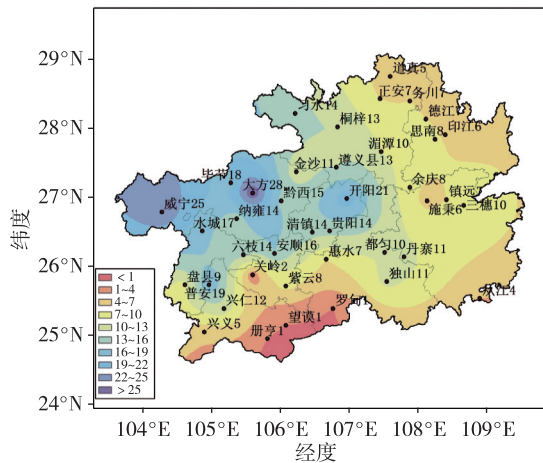 29°N
28°N
27°N
26°N
25°N
24°N
纬度
道真5
正安7
务川7
习水14
桐梓13
德江7
思南8
印江6
湄潭10
金沙11
遵义县13
毕节18
大方28
黔西15
开阳21
余庆8
镇远
施秉6
三穗10
威宁25
纳雍14
水城17
清镇14
贵阳14
六枝14
安顺16
惠水7
都匀10
丹寨11
关岭2
紫云8
独山11
盘县9
普安19
兴仁12
兴义5
望谟1
罗甸
册亨1
从江4
<1
1~4
4~7
7~10
10~13
13~16
16~19
19~22
22~25
>25
104°E
105°E
106°E
107°E
108°E
109°E
经度